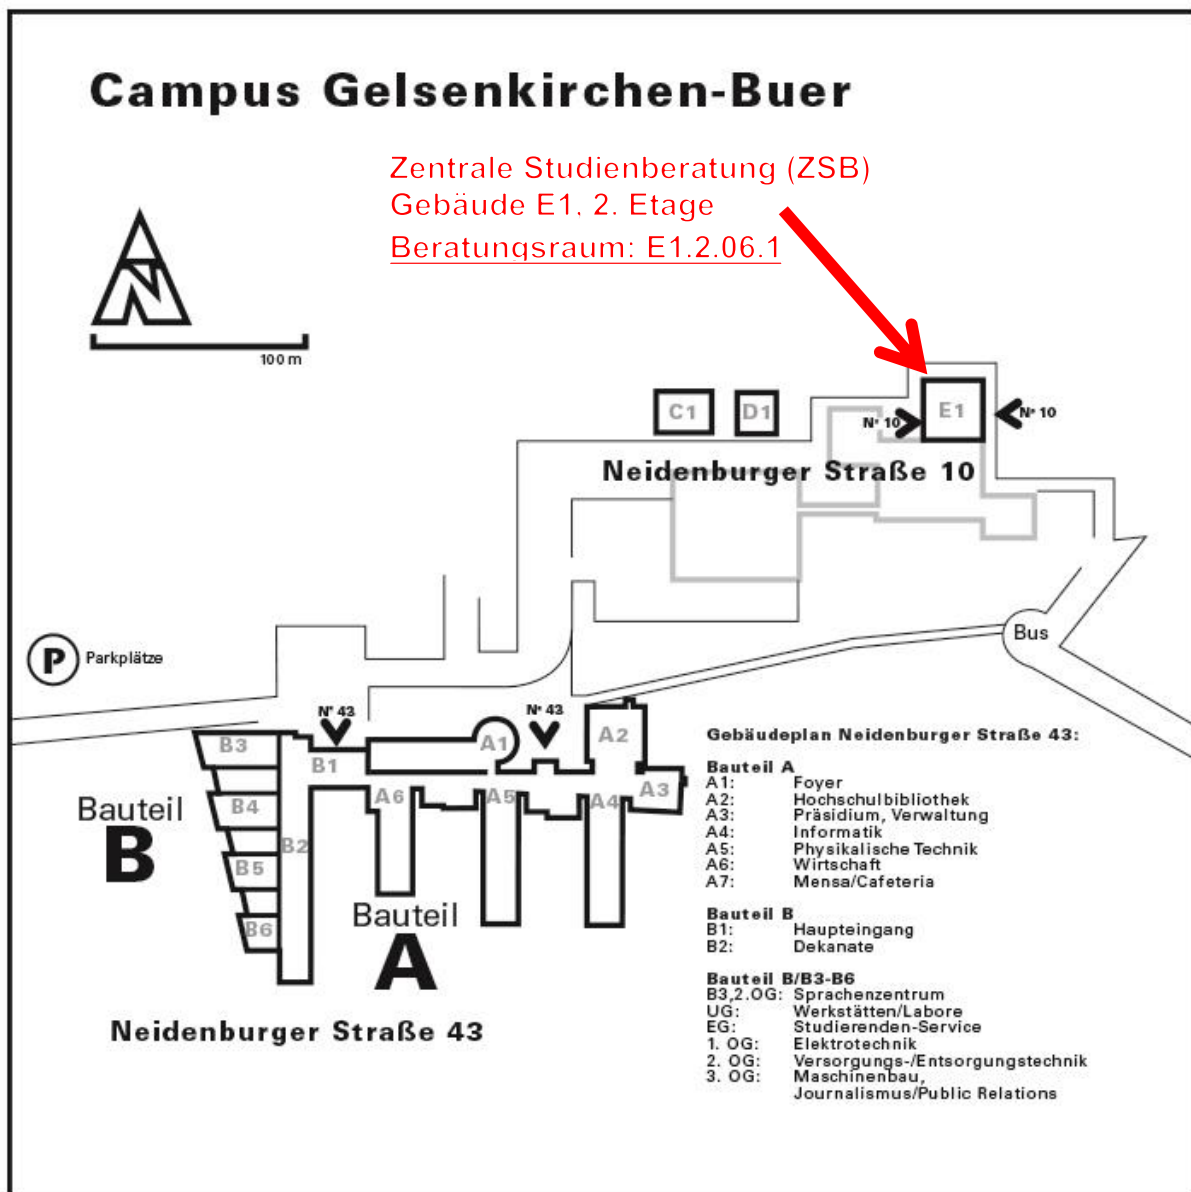 Campus Gelsenkirchen-Buer
Zentrale Studienberatung (ZSB)
Gebäude E1. 2. Etage
Beratungsraum: E1.2.06.1
N
100 m
C1
D1
E1
N° 10
N° 10
Neidenburger Straße 10
Bus
P
Parkplätze
N° 43
N° 43
B3
B1
A1
A2
A3
A6
A5
A4
B4
B2
B5
B6
Bauteil
B
Bauteil
A
Neidenburger Straße 43
Gebäudeplan Neidenburger Straße 43:
Bauteil A
A1: Foyer
A2: Hochschulbibliothek
A3: Präsidium, Verwaltung
A4: Informatik
A5: Physikalische Technik
A6: Wirtschaft
A7: Mensa/Cafeteria
Bauteil B
B1: Haupteingang
B2: Dekanate
Bauteil B/B3-B6
B3,2.OG: Sprachenzentrum
UG: Werkstätten/Labore
EG: Studierenden-Service
1. OG: Elektrotechnik
2. OG: Versorgungs-/Entsorgungstechnik
3. OG: Maschinenbau,
Journalismus/Public Relations